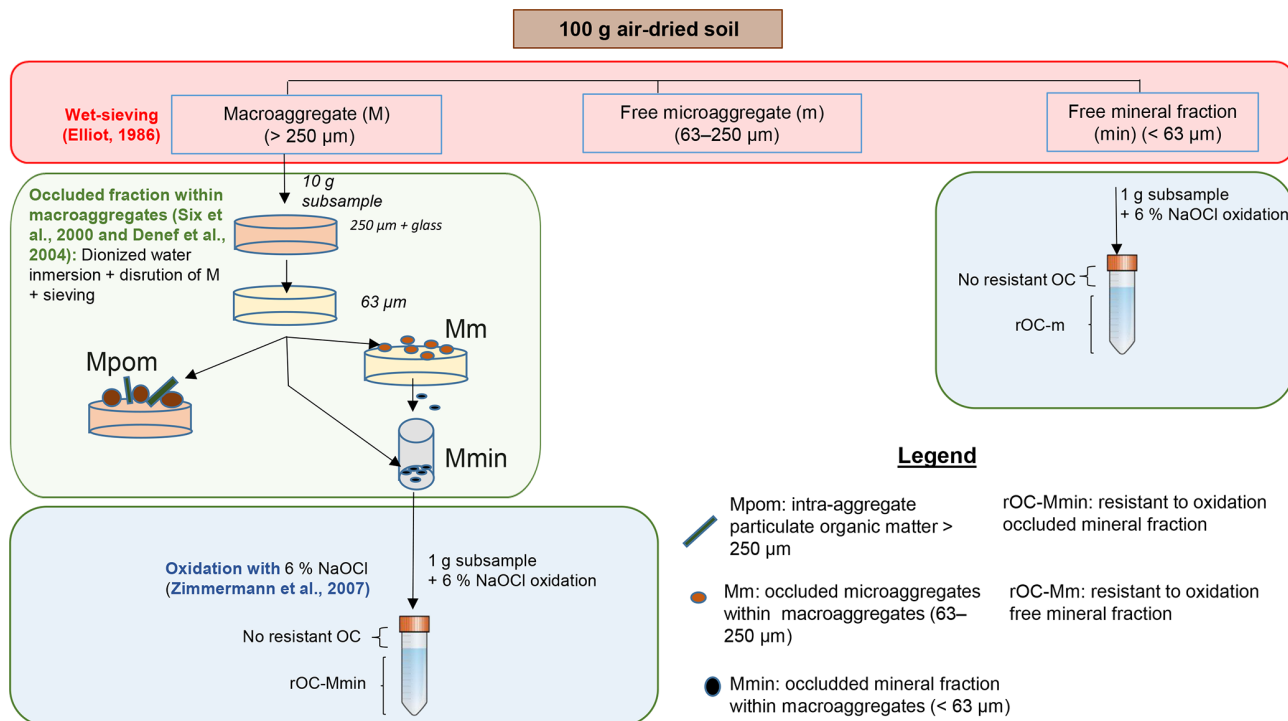 100 g air-dried soil
Wet-sieving
(Elliot, 1986)
Macroaggregate (M)
(> 250 µm)
Free microaggregate (m)
(63–250 µm)
Free mineral fraction
(min) (< 63 µm)
Occluded fraction within
macroaggregates (Six et
al., 2000 and Denef et al.,
2004): Dionized water
inmersion + disrution of M
+ sieving
10 g
subsample
250 µm + glass
63 µm
Mpom
Mm
Mmin
1 g subsample
+ 6 % NaOCl oxidation
No resistant OC
rOC-m
Oxidation with 6 % NaOCl
(Zimmermann et al., 2007)
1 g subsample
+ 6 % NaOCl oxidation
No resistant OC
rOC-Mmin
Legend
Mpom: intra-aggregate
particulate organic matter >
250 µm
rOC-Mmin: resistant to oxidation
occluded mineral fraction
Mm: occluded microaggregates
within macroaggregates (63–
250 µm)
rOC-Mm: resistant to oxidation
free mineral fraction
Mmin: occludded mineral fraction
within macroaggregates (< 63 µm)